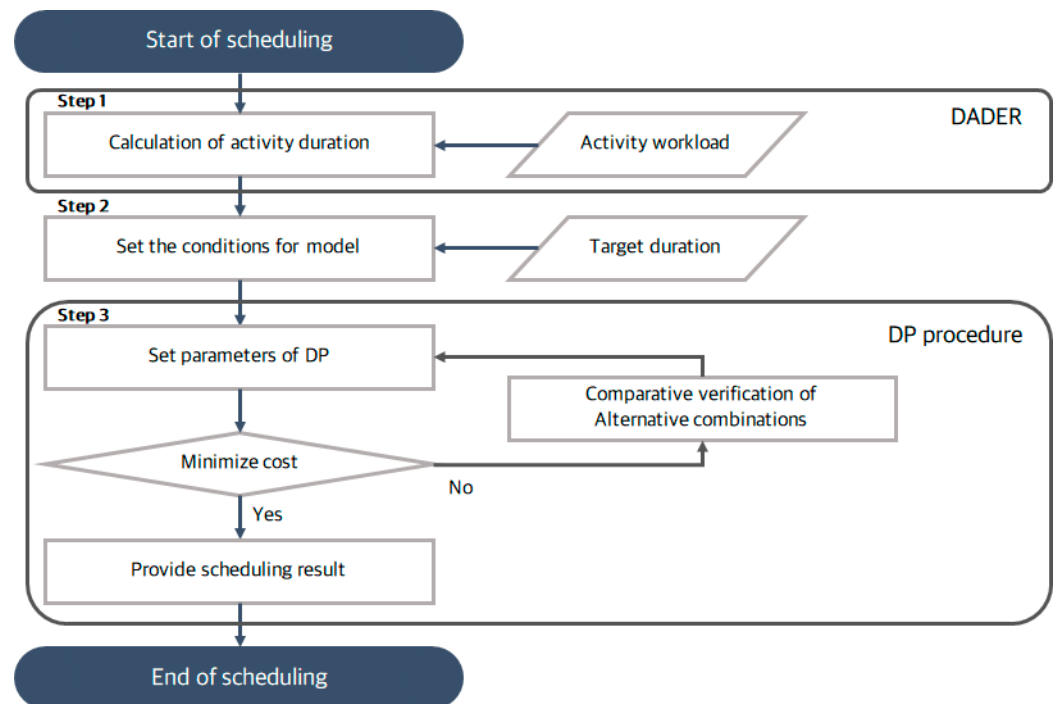 Start of scheduling
Step 1
DADER
Calculation of activity duration
Activity workload
Step 2
Set the conditions for model
Target duration
Step 3
DP procedure
Set parameters of DP
Comparative verification of
Alternative combinations
Minimize cost
No
Yes
Provide scheduling result
End of scheduling